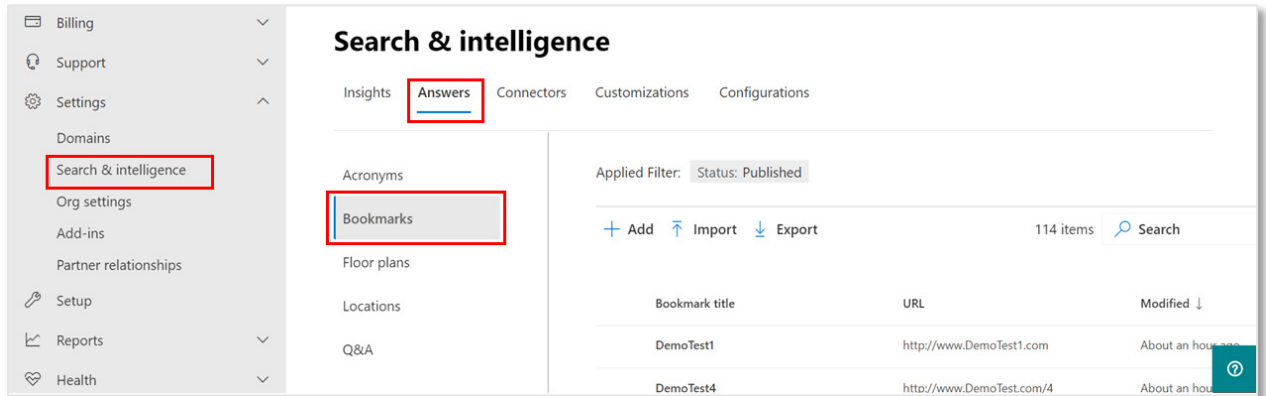 Billing
Support
Settings
Domains
Search & intelligence
Org settings
Add-ins
Partner relationships
Setup
Reports
Health
Search & intelligence
Insights Answers Connectors Customizations Configurations
Acronyms
Bookmarks
Floor plans
Locations
Q&A
Applied Filter: Status: Published
Add Import Export 114 items Search
Bookmark title URL Modified ↓
DemoTest1 http://www.DemoTest1.com About an hour ago
DemoTest4 http://www.DemoTest.com/4 About an hou